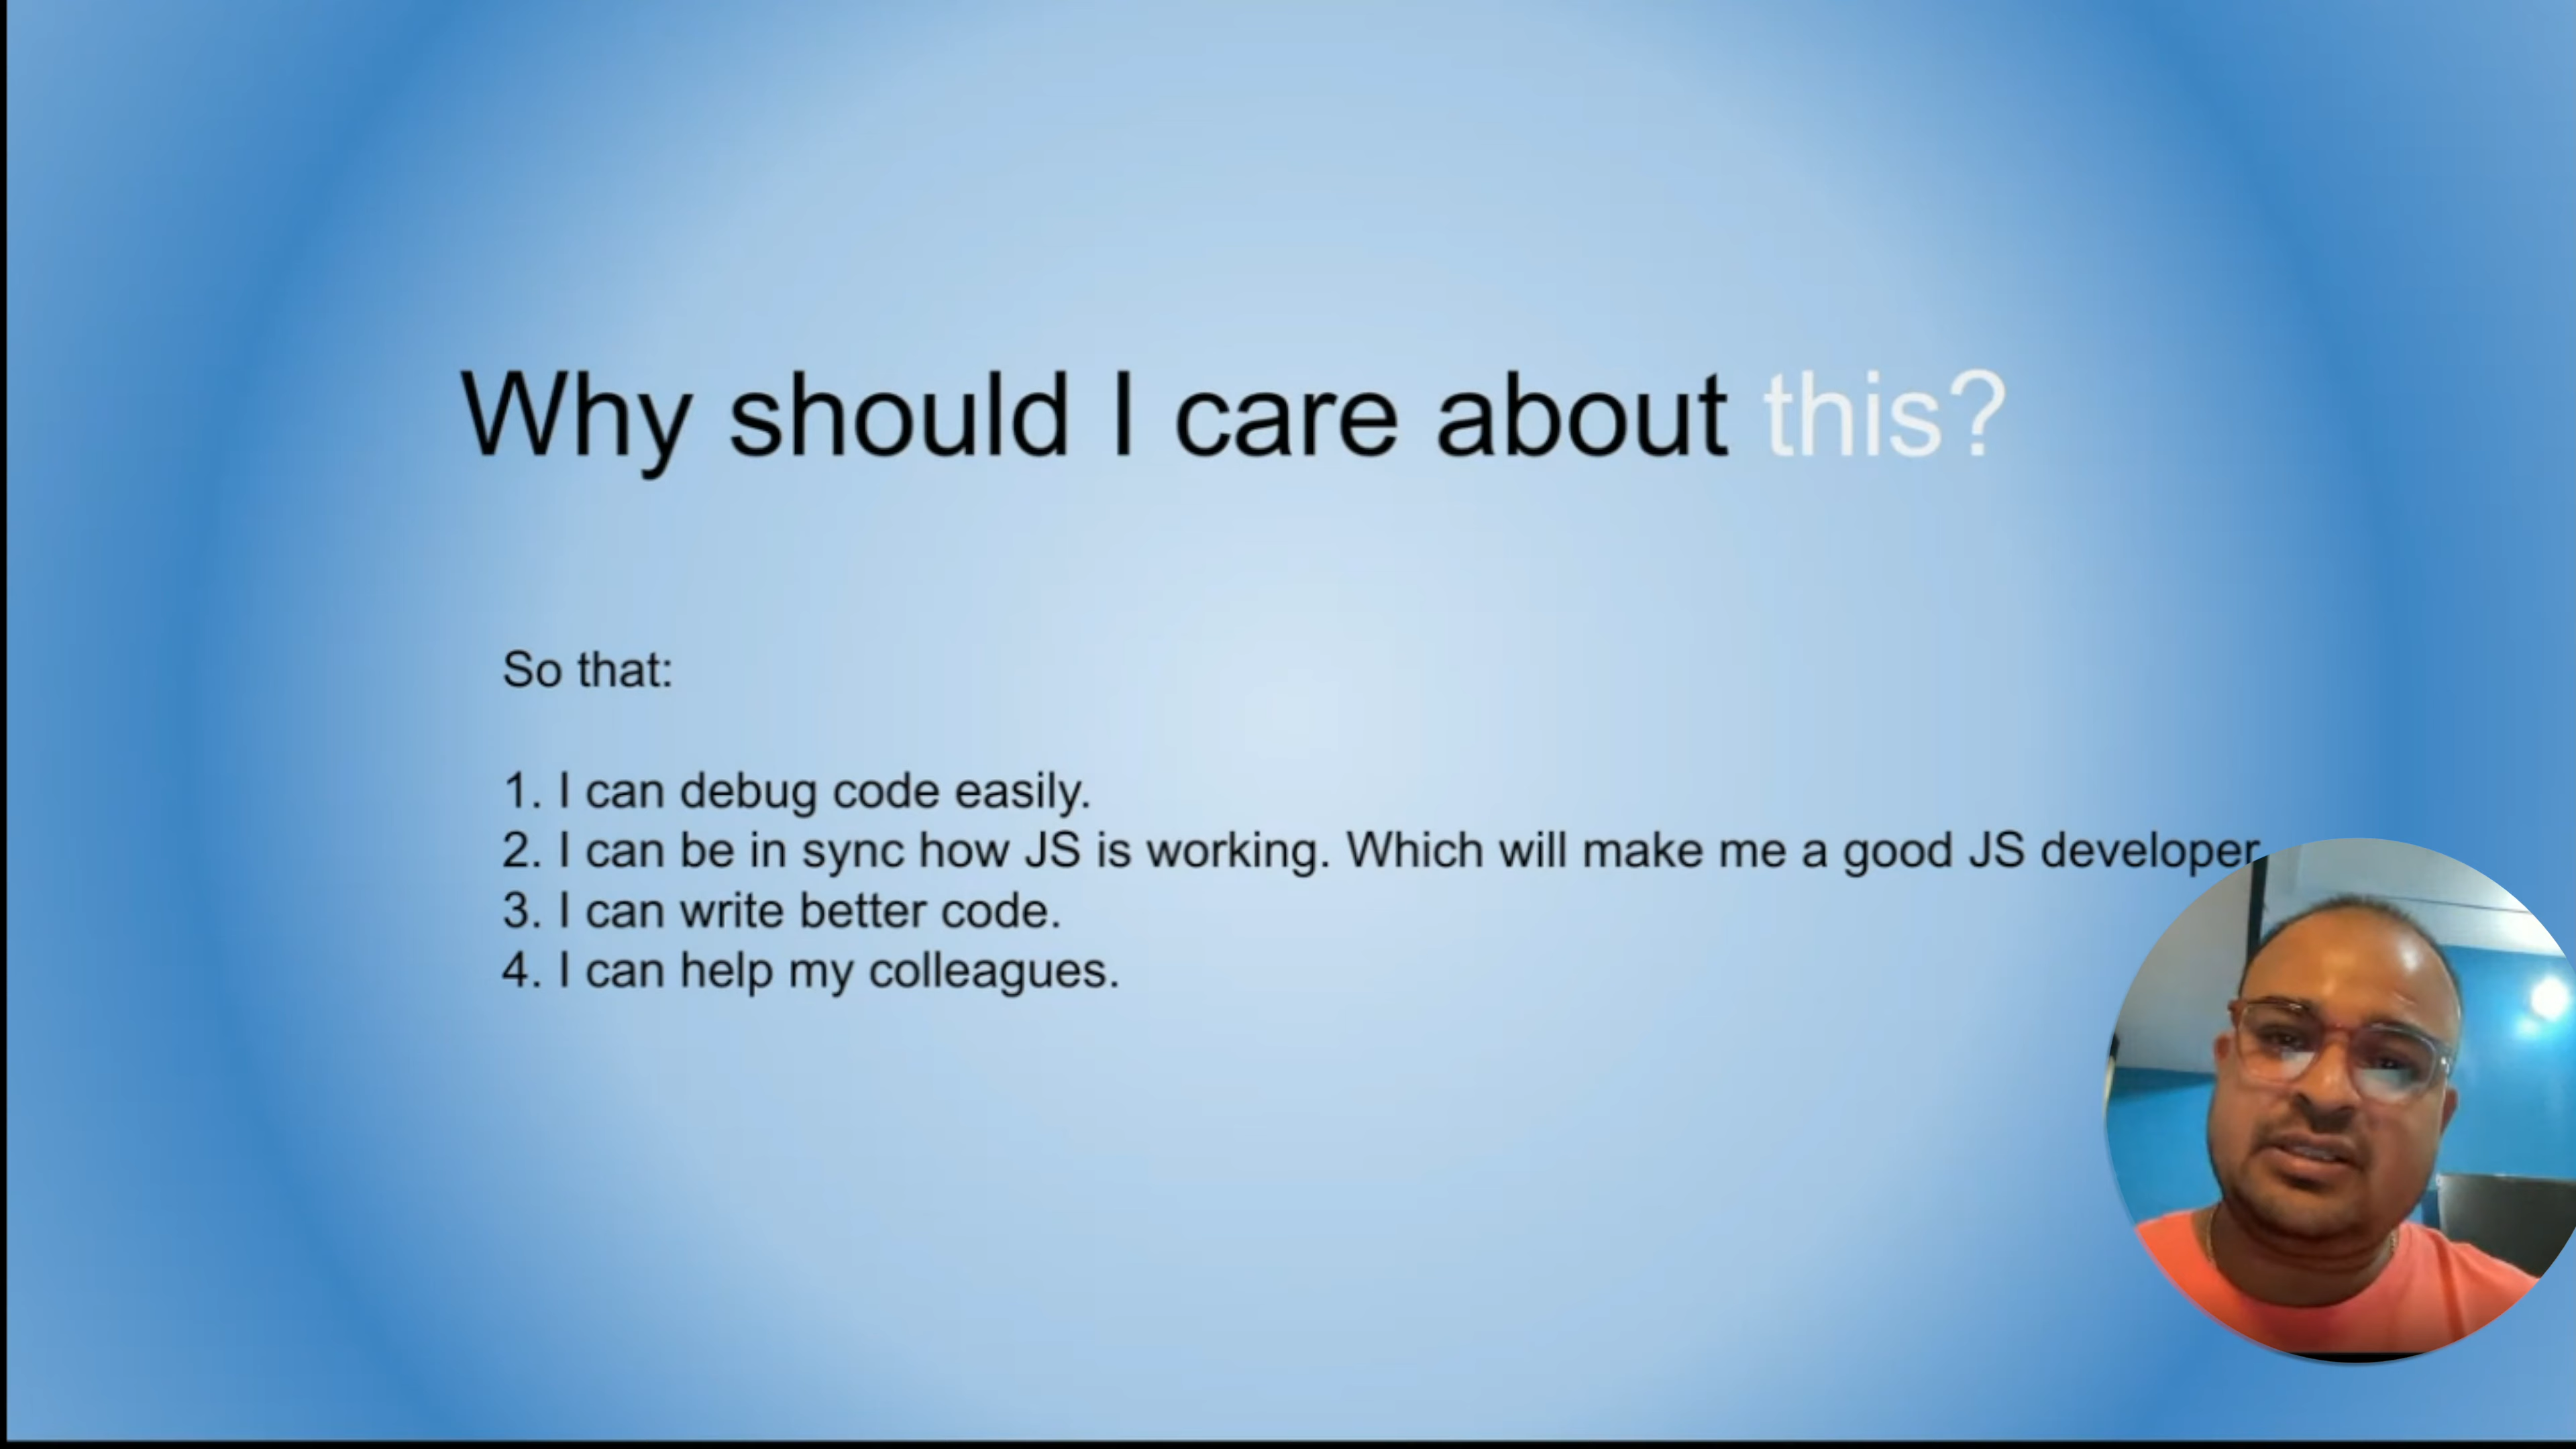 Why should I care about this?
So that:
1. I can debug code easily.
2. I can be in sync how JS is working. Which will make me a good JS developer
3. I can write better code.
4. I can help my colleagues.